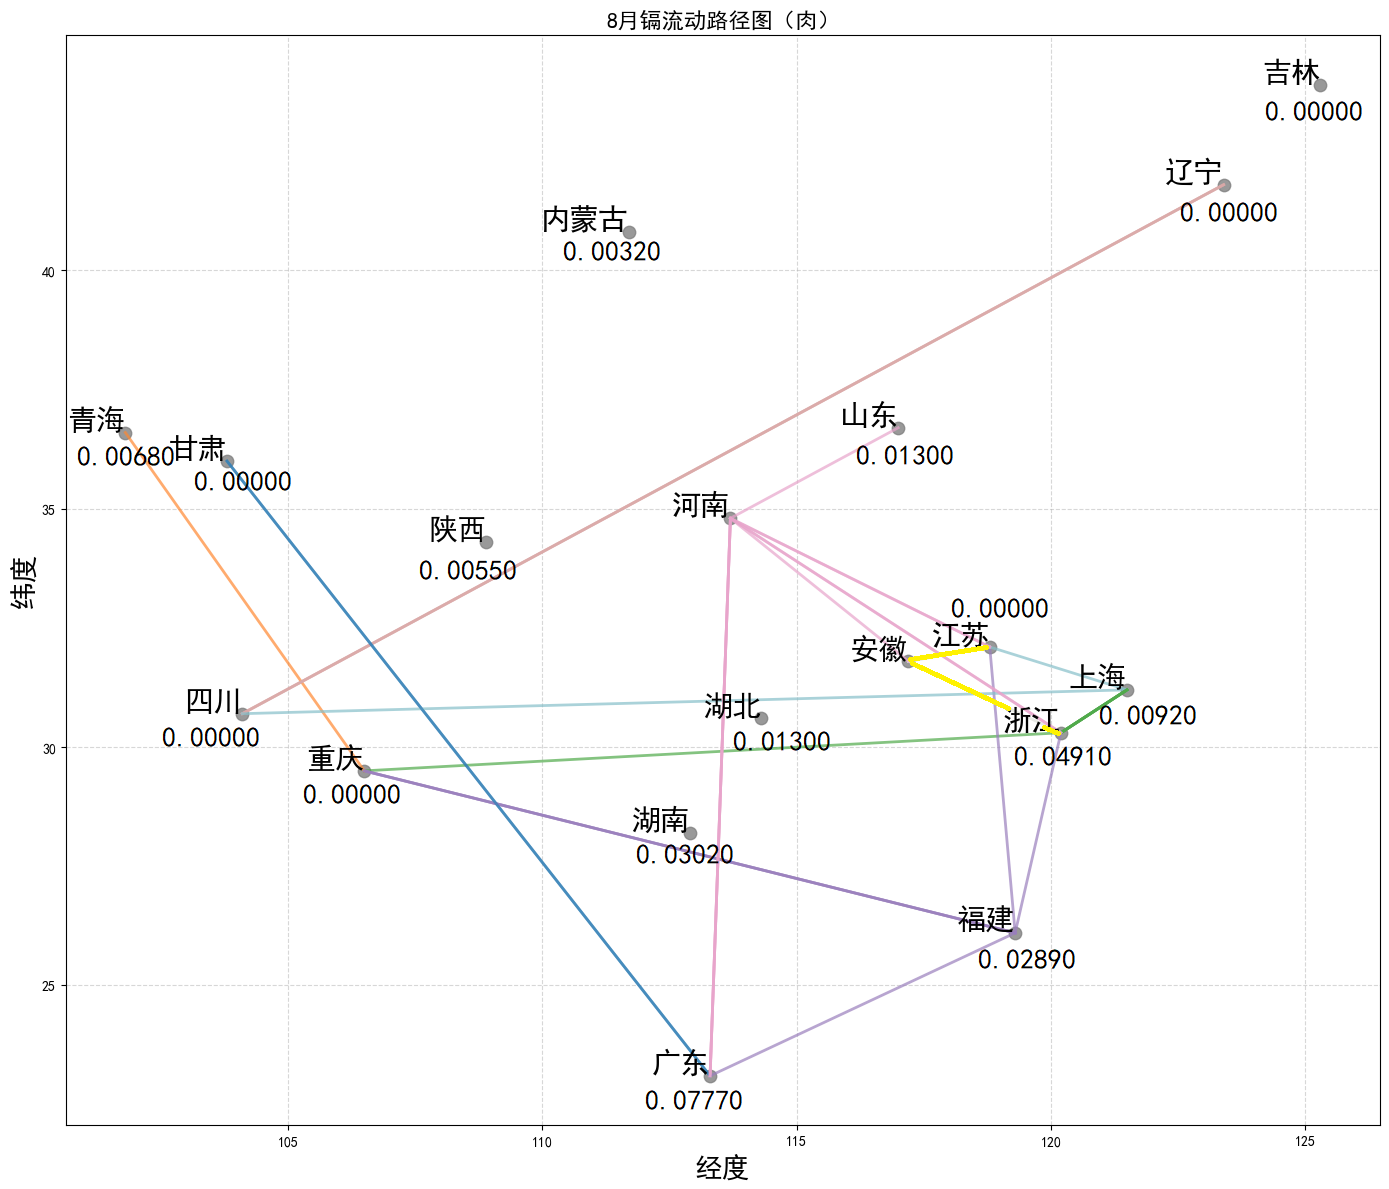 8月镉流动路径图（肉）
吉林
0.00000
辽宁
0.00000
内蒙古
0.00320
40
青海
0.00680
甘肃
0.00000
山东
0.01300
河南
35
陕西
0.00550
纬度
0.00000
江苏
安徽
上海
0.00920
四川
0.00000
湖北
0.01300
浙江
0.04910
30
重庆
0.00000
湖南
0.03020
福建
0.02890
25
广东
0.07770
105
110
115
120
125
经度